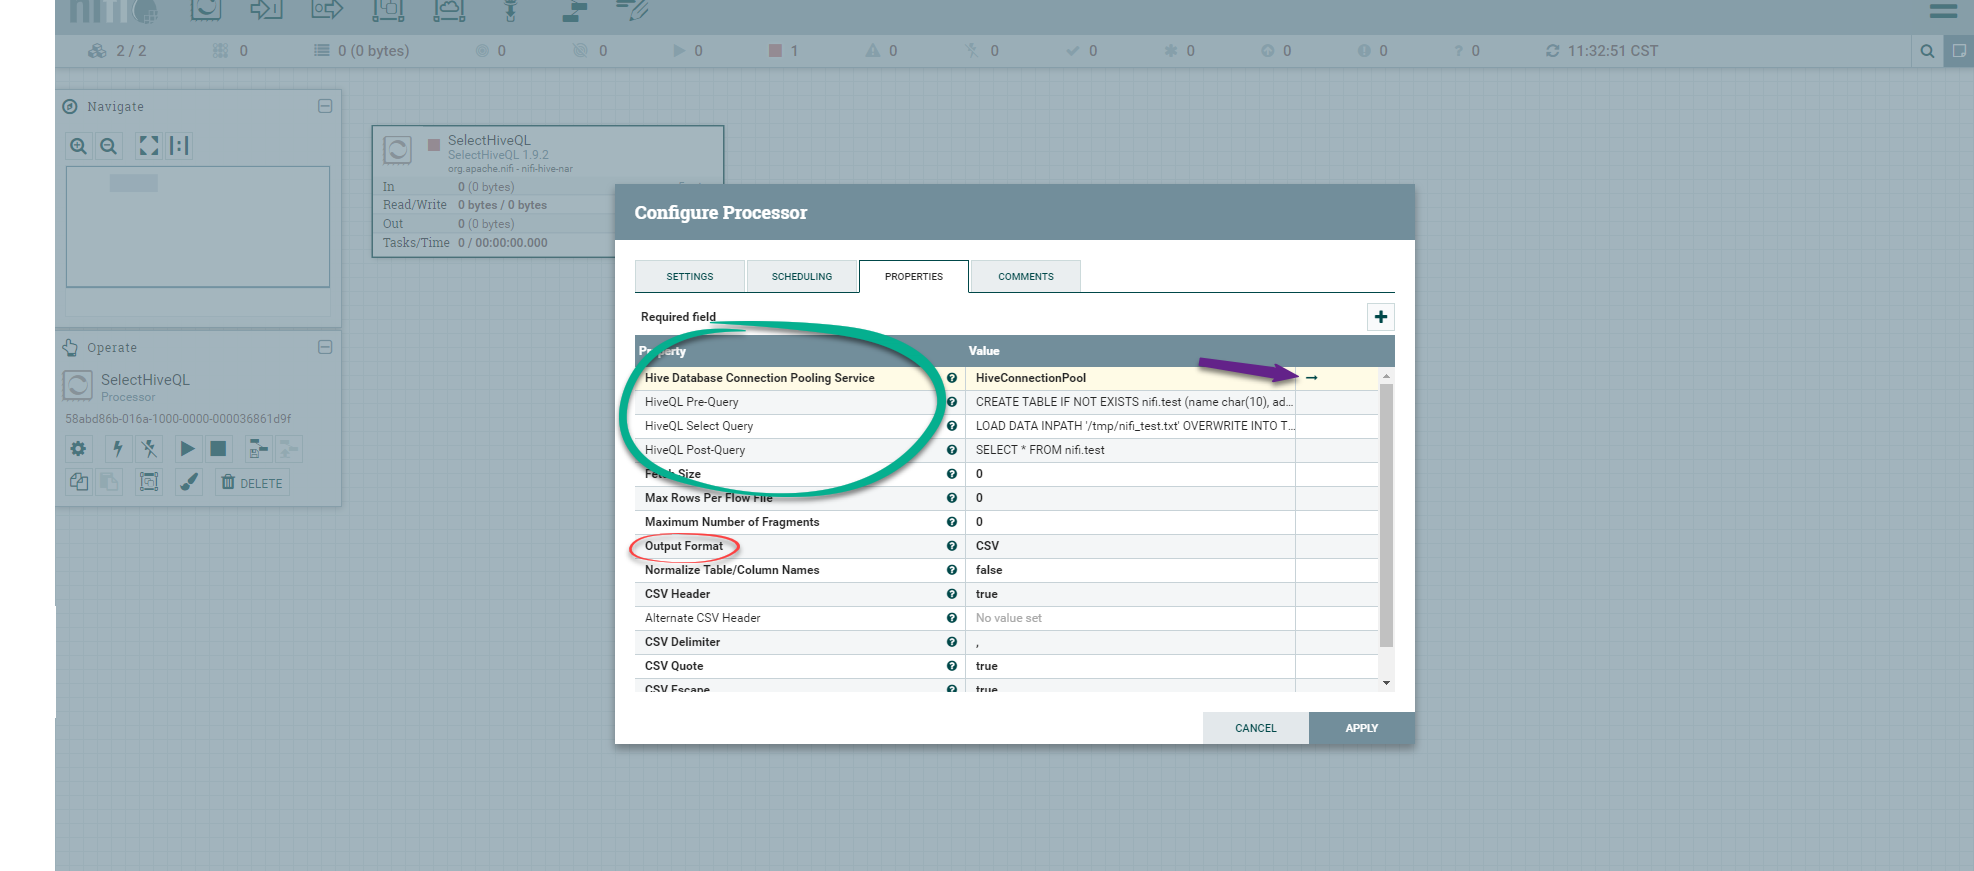 nifi
2 / 2
0
0 (0 bytes)
0
0
0
1
0
0
0
0
0
0
? 0
11:32:51 CST
Navigate
SelectHiveQL
SelectHiveQL 1.9.2
org.apache.nifi - nifi-hive-nar
In 0 (0 bytes)
Read/Write 0 bytes / 0 bytes
Out 0 (0 bytes)
Tasks/Time 0 / 00:00:00.000
Operate
SelectHiveQL
Processor
58abd86b-016a-1000-0000-000036861d9f
DELETE
Configure Processor
SETTINGS
SCHEDULING
PROPERTIES
COMMENTS
Required field
Property Value
Hive Database Connection Pooling Service HiveConnectionPool
HiveQL Pre-Query CREATE TABLE IF NOT EXISTS nifi.test (name char(10), ad...
HiveQL Select Query LOAD DATA INPATH '/tmp/nifi_test.txt' OVERWRITE INTO T...
HiveQL Post-Query SELECT * FROM nifi.test
Fetch Size 0
Max Rows Per Flow File 0
Maximum Number of Fragments 0
Output Format CSV
Normalize Table/Column Names false
CSV Header true
Alternate CSV Header No value set
CSV Delimiter ,
CSV Quote true
CSV Escape true
CANCEL
APPLY